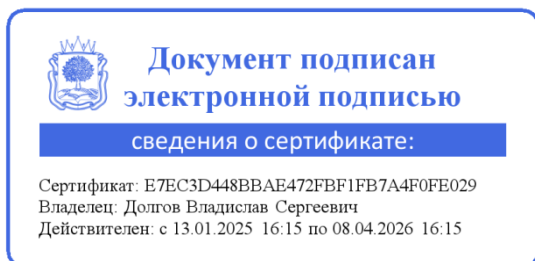 Документ подписан
электронной подписью
сведения о сертификате:
Сертификат: E7EC3D448BBAE472FBF1FB7A4F0FE029
Владелец: Долгов Владислав Сергеевич
Действителен: с 13.01.2025 16:15 по 08.04.2026 16:15